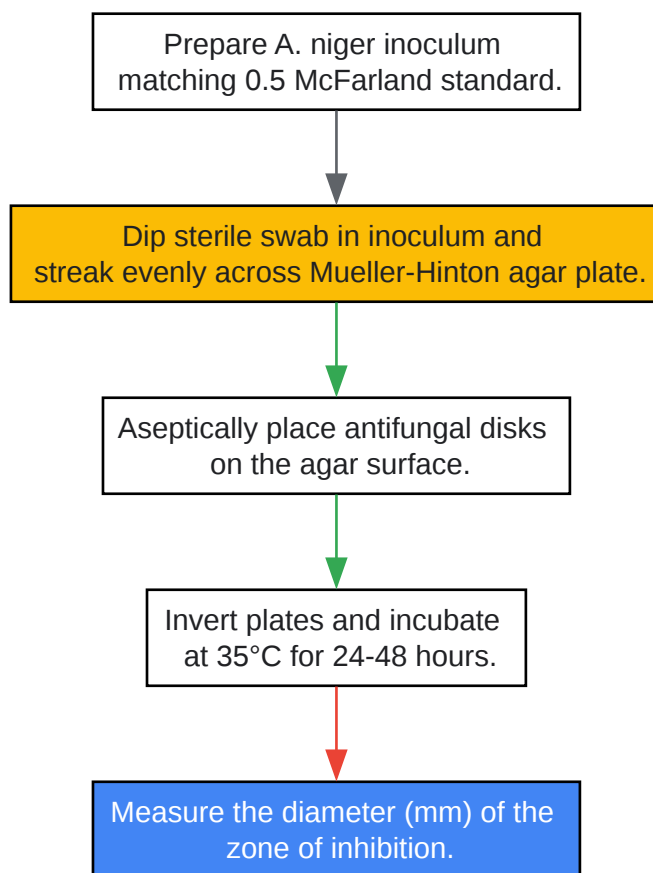 Prepare A. niger inoculum
matching 0.5 McFarland standard.
Dip sterile swab in inoculum and
streak evenly across Mueller-Hinton agar plate.
Aseptically place antifungal disks
on the agar surface.
Invert plates and incubate
at 35°C for 24-48 hours.
Measure the diameter (mm) of the
zone of inhibition.